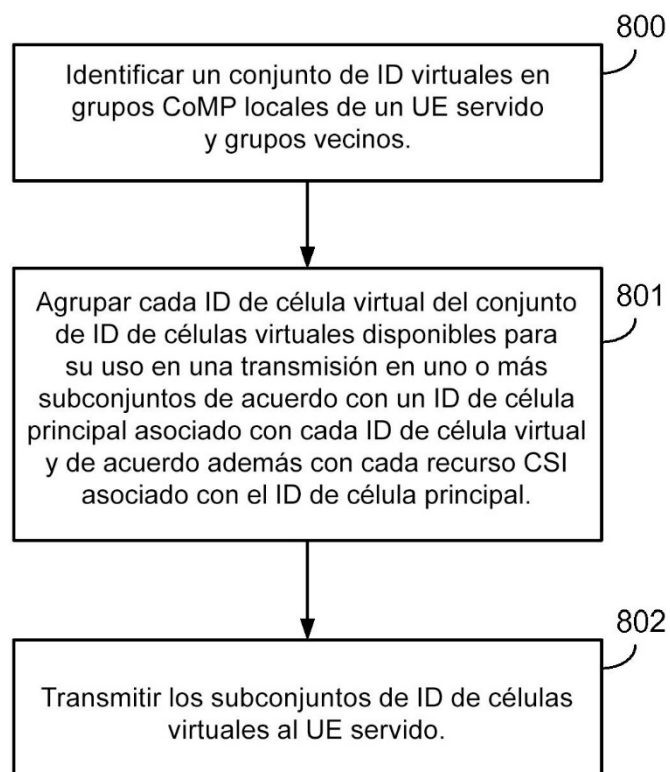 800
Identificar un conjunto de ID virtuales en
grupos CoMP locales de un UE servido
y grupos vecinos.
801
Agrupar cada ID de célula virtual del conjunto
de ID de células virtuales disponibles para
su uso en una transmisión en uno o más
subconjuntos de acuerdo con un ID de célula
principal asociado con cada ID de célula virtual
y de acuerdo además con cada recurso CSI
asociado con el ID de célula principal.
802
Transmitir los subconjuntos de ID de células
virtuales al UE servido.